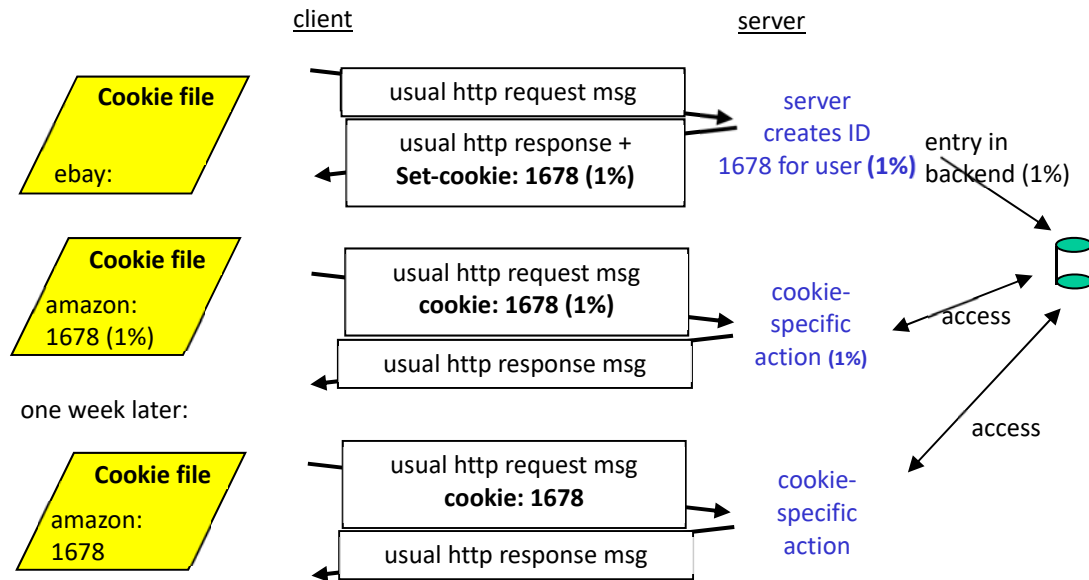 client
server
Cookie file
ebay:
usual http request msg
usual http response +
Set-cookie: 1678 (1%)
server
creates ID
1678 for user (1%)
entry in
backend (1%)
Cookie file
amazon:
1678 (1%)
usual http request msg
cookie: 1678 (1%)
usual http response msg
cookie-
specific
action (1%)
access
one week later:
access
Cookie file
amazon:
1678
usual http request msg
cookie: 1678
usual http response msg
cookie-
specific
action